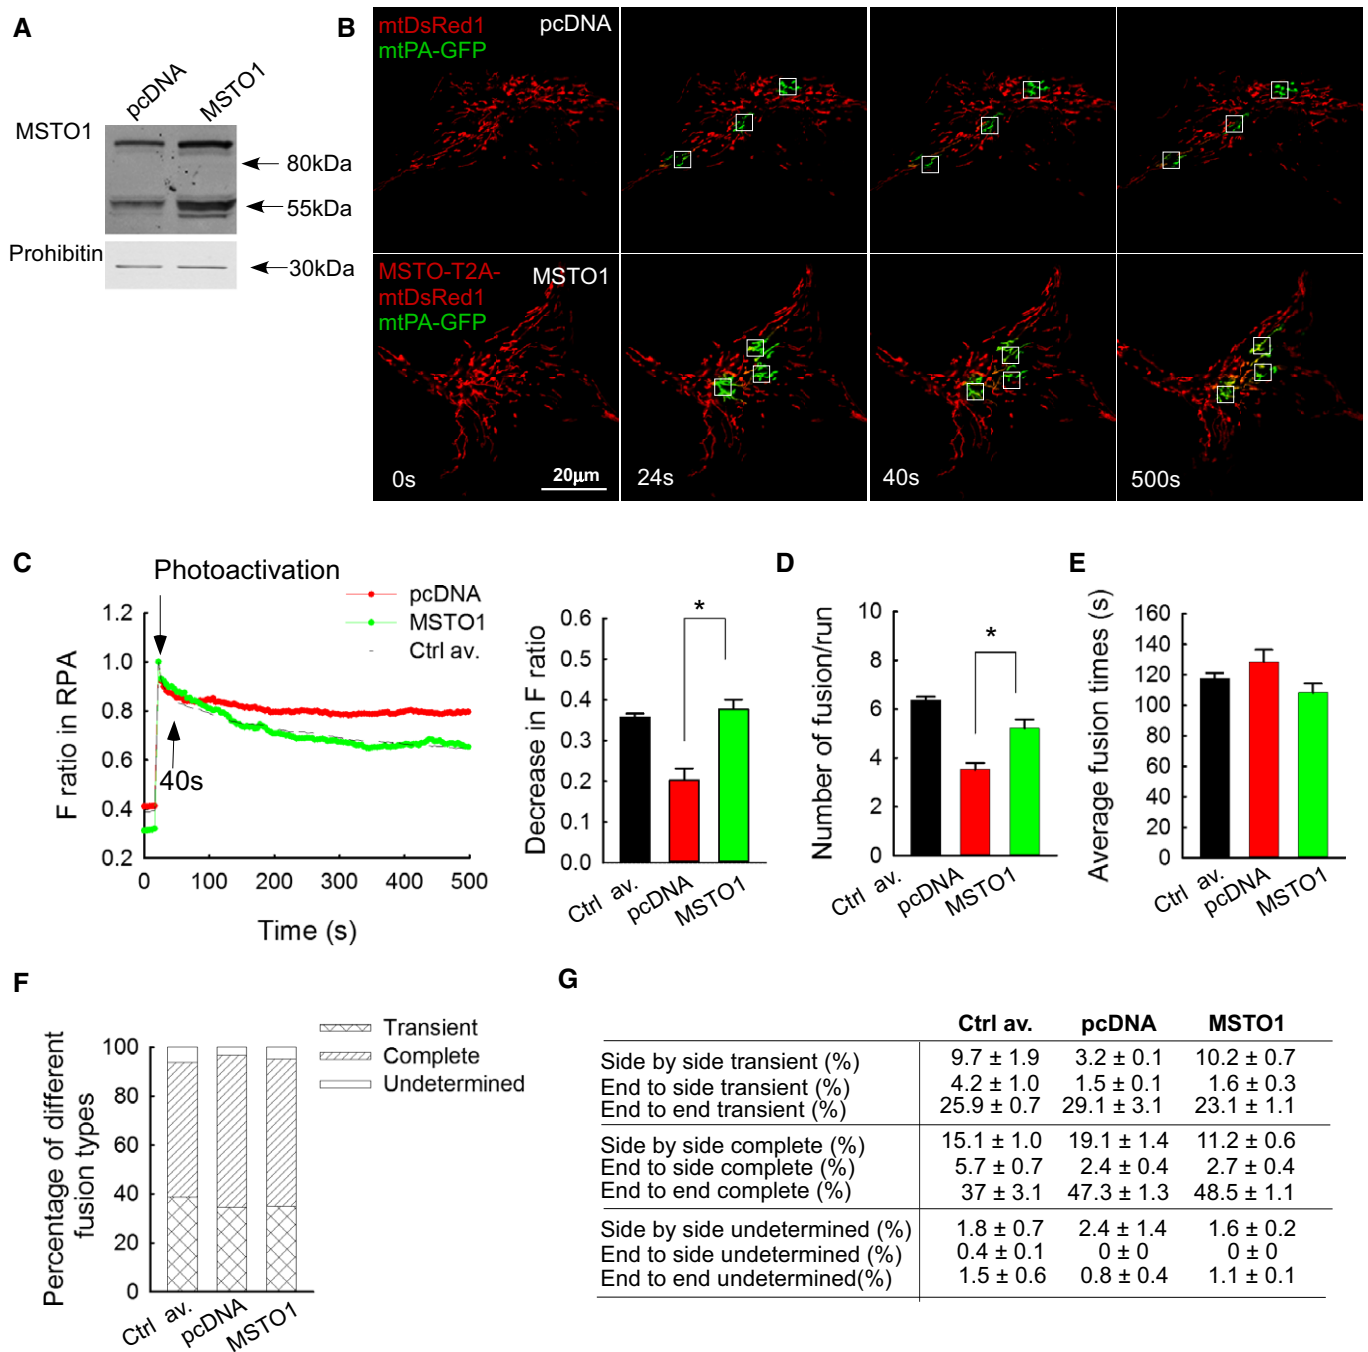 A
pcDNA
MSTO1
MSTO1
80kDa
55kDa
Prohibitin
30kDa
B
mtDsRed1
mtPA-GFP
pcDNA
MSTO-T2A-
mtDsRed1
mtPA-GFP
MSTO1
0s
20μm
24s
40s
500s
C
Photoactivation
pcDNA
MSTO1
Ctrl av.
40s
F ratio in RPA
1.2
1.0
0.8
0.6
0.4
0.2
0
100
200
300
400
500
Time (s)
Decrease in F ratio
0.6
0.5
0.4
0.3
0.2
0.1
0.0
*
Ctrl av.
pcDNA
MSTO1
D
Number of fusion/run
10
8
6
4
2
0
*
Ctrl av.
pcDNA
MSTO1
E
Average fusion times (s)
160
140
120
100
80
60
40
20
0
Ctrl av.
pcDNA
MSTO1
F
Percentage of different
fusion types
100
80
60
40
20
0
Transient
Complete
Undetermined
Ctrl av.
pcDNA
MSTO1
G
Ctrl av. pcDNA MSTO1
Side by side transient (%) 9.7 ± 1.9 3.2 ± 0.1 10.2 ± 0.7
End to side transient (%) 4.2 ± 1.0 1.5 ± 0.1 1.6 ± 0.3
End to end transient (%) 25.9 ± 0.7 29.1 ± 3.1 23.1 ± 1.1
Side by side complete (%) 15.1 ± 1.0 19.1 ± 1.4 11.2 ± 0.6
End to side complete (%) 5.7 ± 0.7 2.4 ± 0.4 2.7 ± 0.4
End to end complete (%) 37 ± 3.1 47.3 ± 1.3 48.5 ± 1.1
Side by side undetermined (%) 1.8 ± 0.7 2.4 ± 1.4 1.6 ± 0.2
End to side undetermined (%) 0.4 ± 0.1 0 ± 0 0 ± 0
End to end undetermined(%) 1.5 ± 0.6 0.8 ± 0.4 1.1 ± 0.1